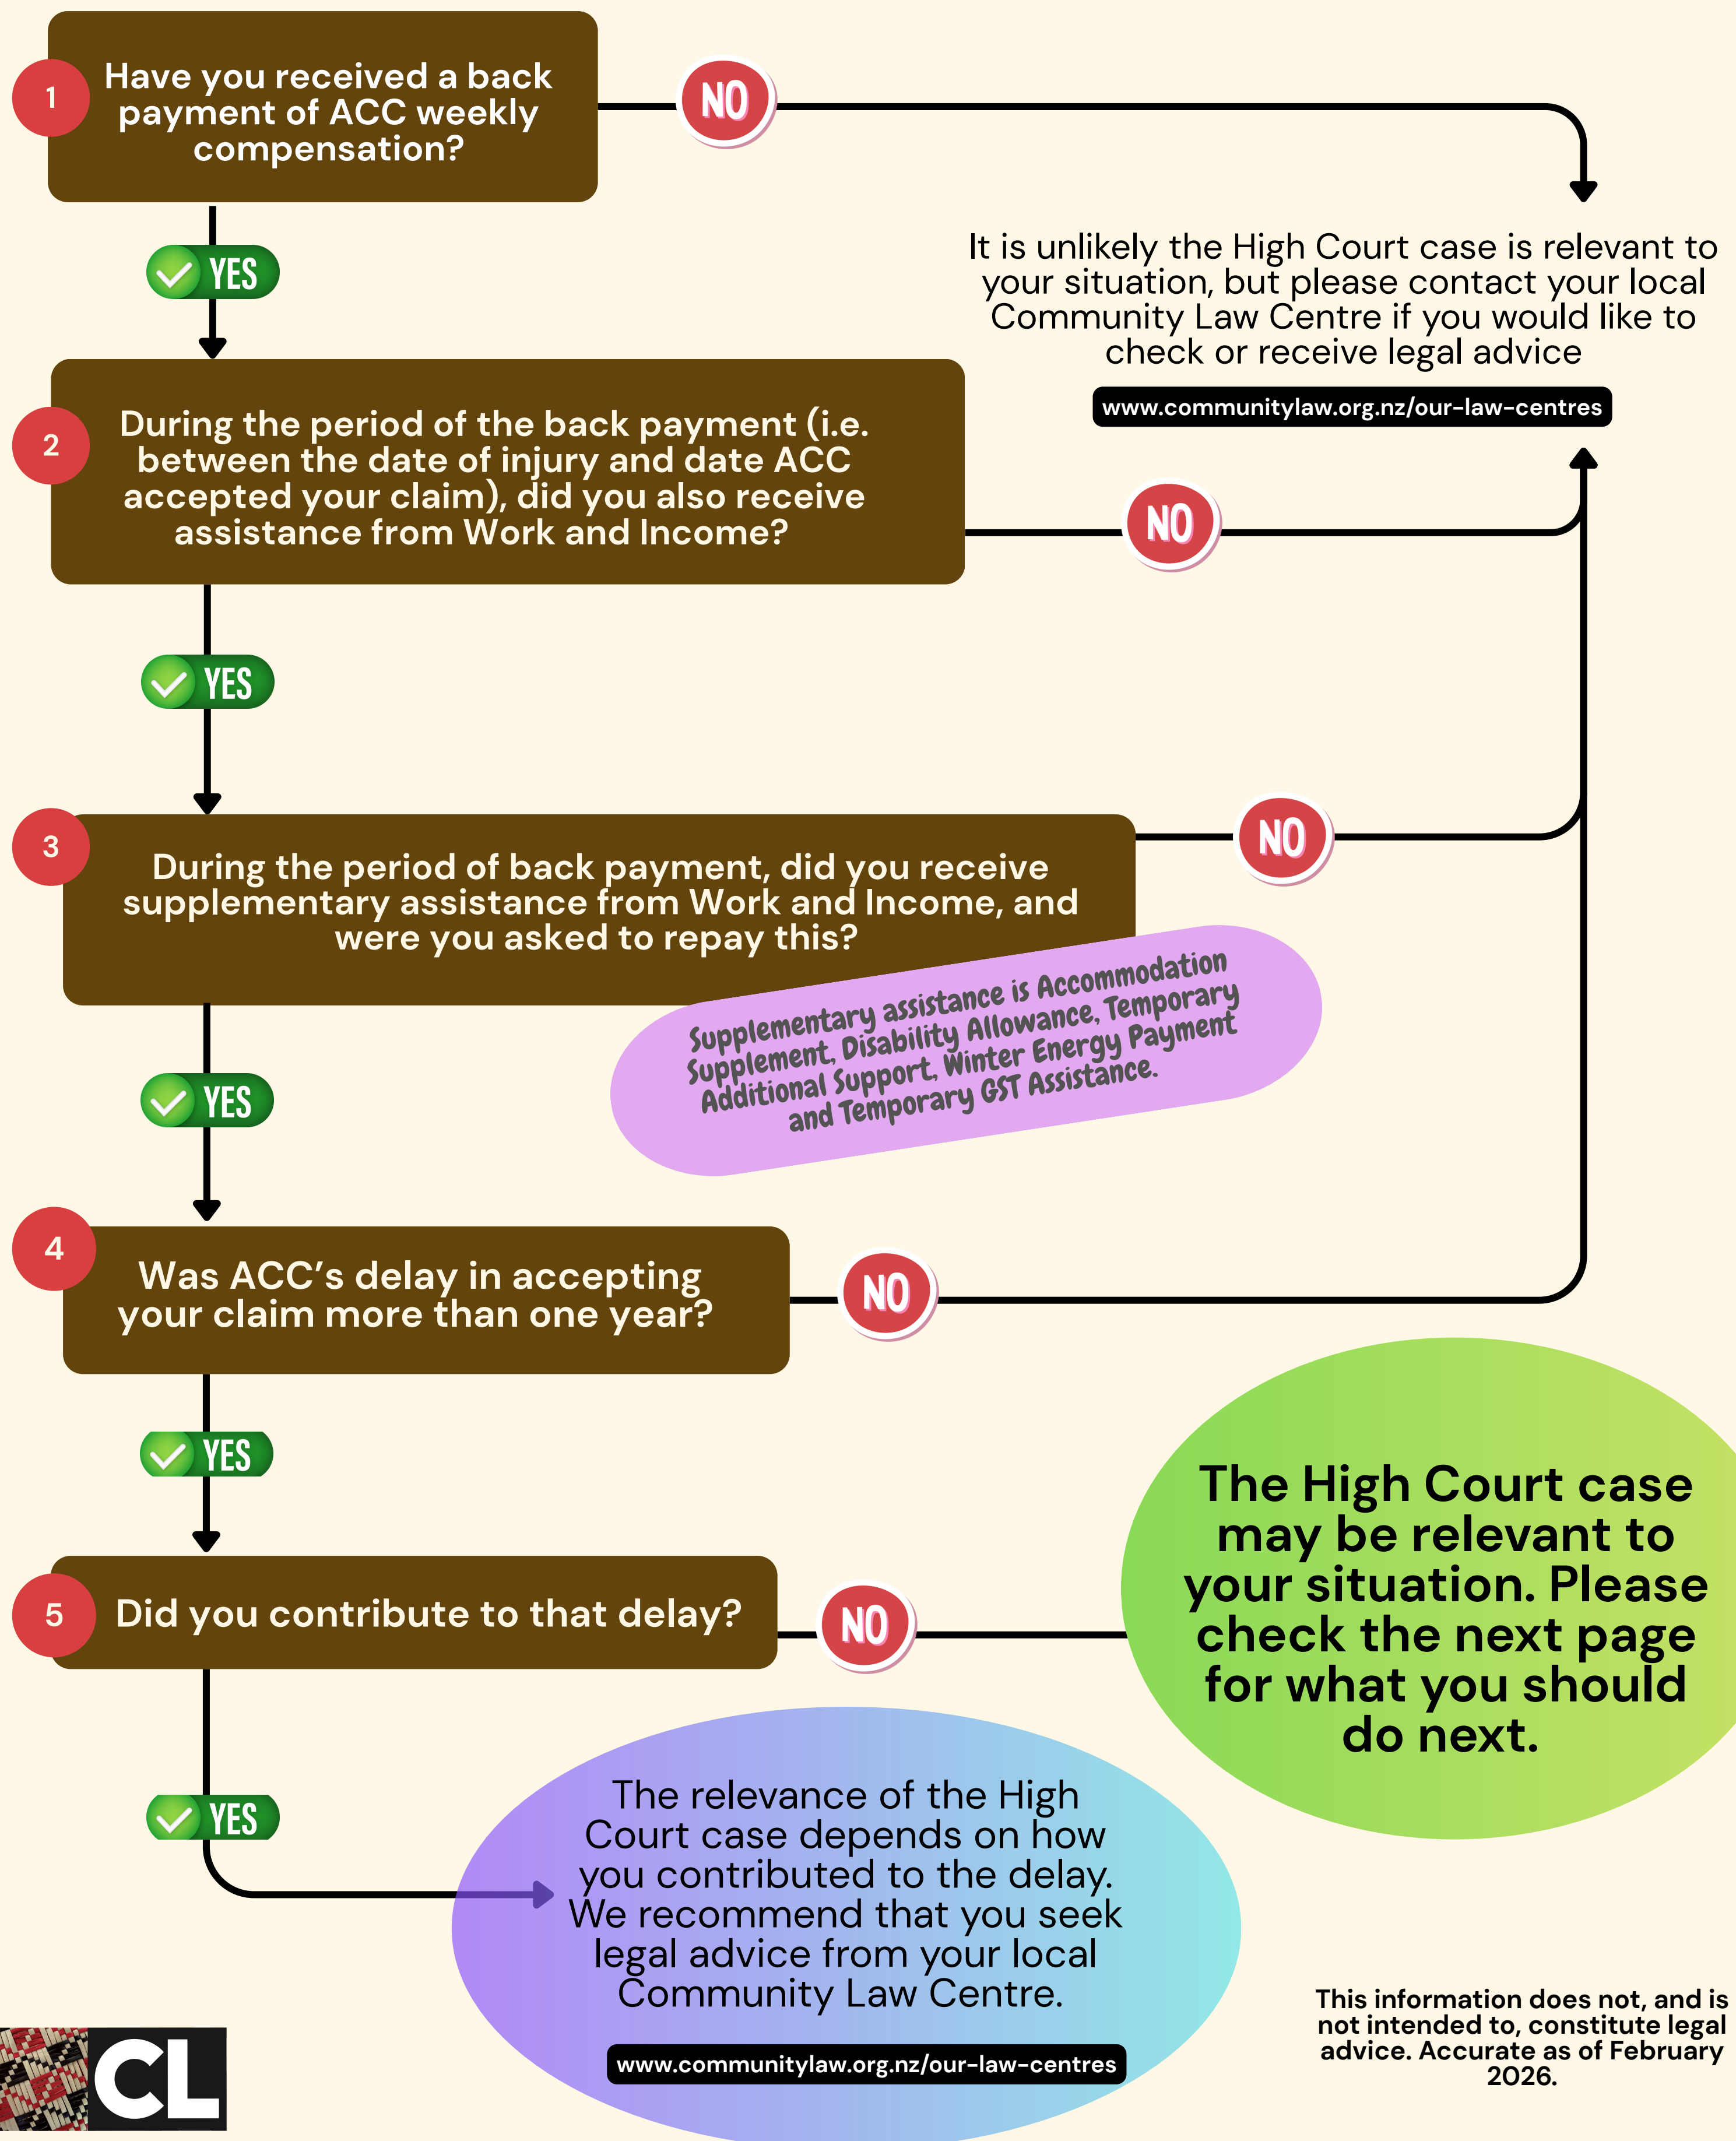 1
Have you received a back
payment of ACC weekly
compensation?
NO
YES
It is unlikely the High Court case is relevant to
your situation, but please contact your local
Community Law Centre if you would like to
check or receive legal advice
www.communitylaw.org.nz/our-law-centres
2
During the period of the back payment (i.e.
between the date of injury and date ACC
accepted your claim), did you also receive
assistance from Work and Income?
NO
YES
3
During the period of back payment, did you receive
supplementary assistance from Work and Income, and
were you asked to repay this?
NO
Supplementary assistance is Accommodation
Supplement, Disability Allowance, Temporary
Additional Support, Winter Energy Payment
and Temporary GST Assistance.
YES
4
Was ACC's delay in accepting
your claim more than one year?
NO
YES
5
Did you contribute to that delay?
NO
The High Court case
may be relevant to
your situation. Please
check the next page
for what you should
do next.
YES
The relevance of the High
Court case depends on how
you contributed to the delay.
We recommend that you seek
legal advice from your local
Community Law Centre.
www.communitylaw.org.nz/our-law-centres
This information does not, and is
not intended to, constitute legal
advice. Accurate as of February
2026.
CL